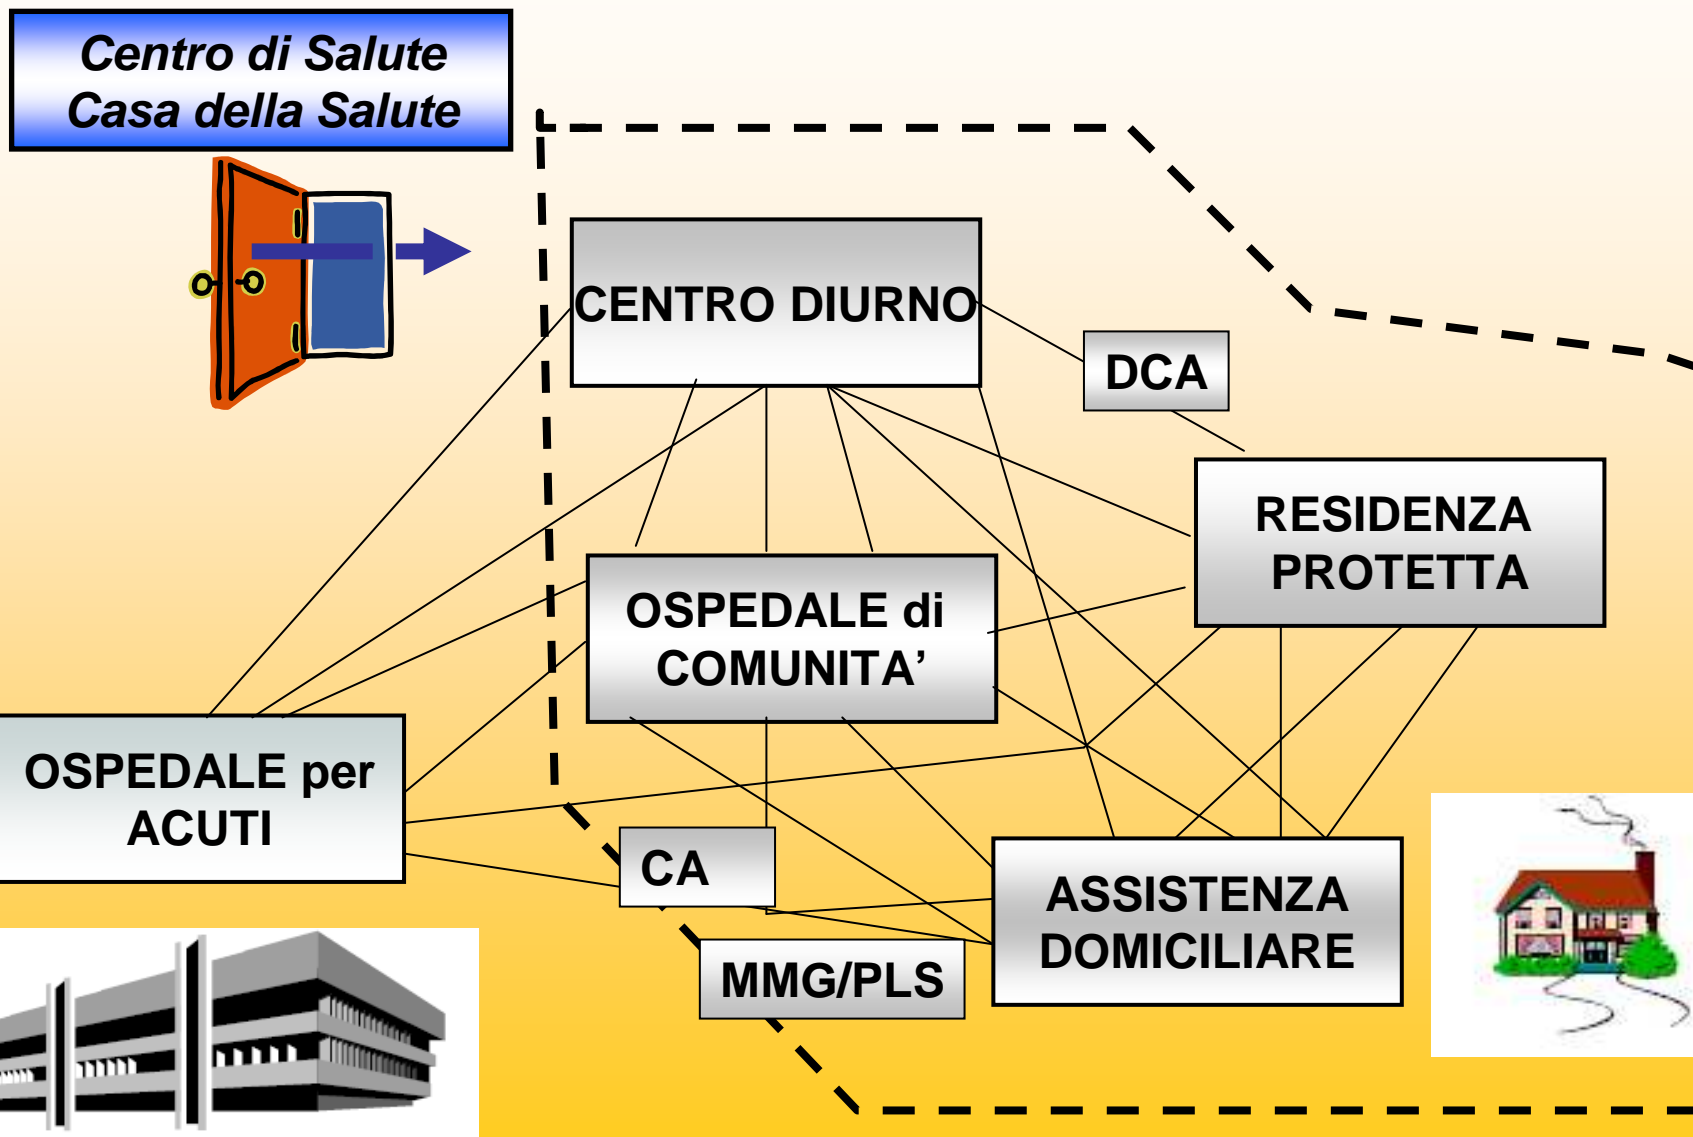 Centro di Salute
Casa della Salute
CENTRO DIURNO
DCA
RESIDENZA
PROTETTA
OSPEDALE di
COMUNITA’
OSPEDALE per
ACUTI
CA
ASSISTENZA
DOMICILIARE
MMG/PLS